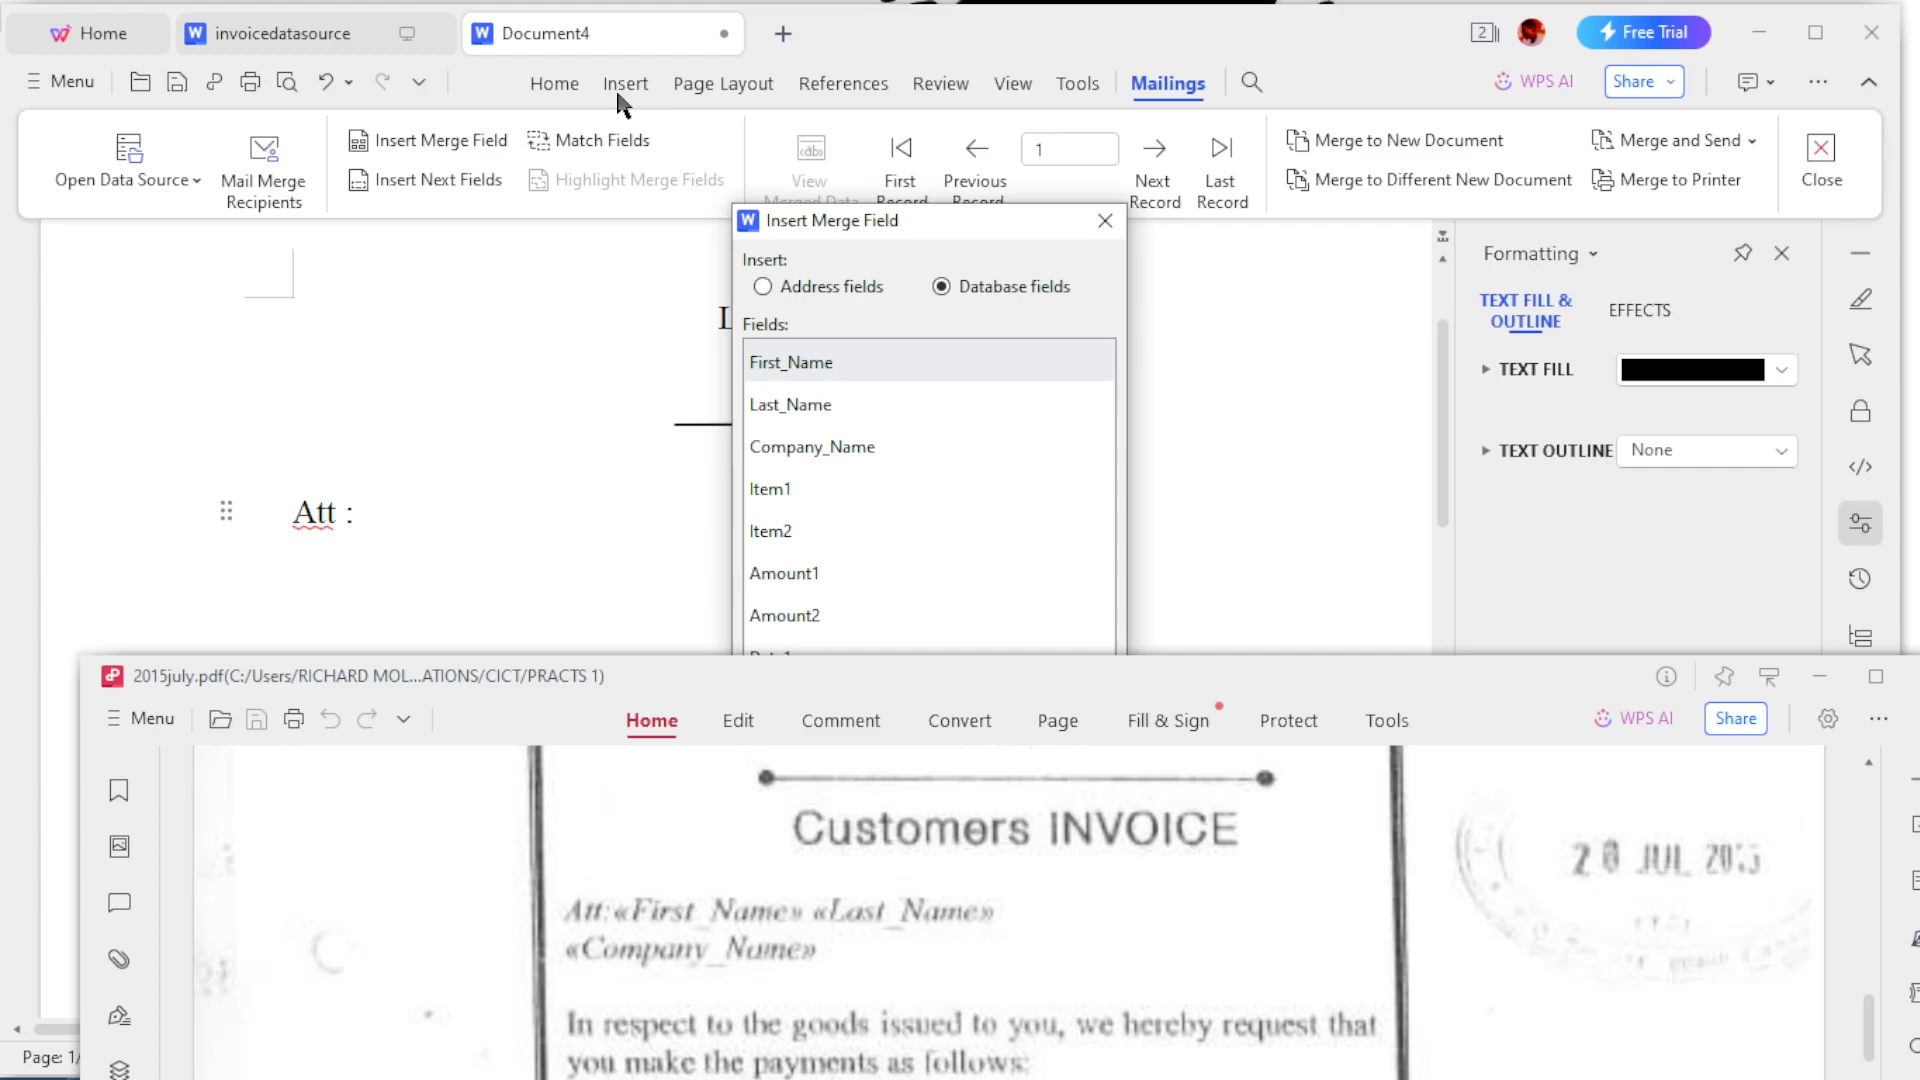 Home
invoicedatasource
Document4
Free Trial
Menu
Home
Insert
Page Layout
References
Review
View
Tools
Mailings
WPS AI
Share
Open Data Source
Mail Merge
Recipients
Insert Merge Field
Match Fields
Insert Next Fields
Highlight Merge Fields
View
Merged Data
First
Record
Previous
Record
1
Next
Record
Last
Record
Merge to New Document
Merge and Send
Merge to Different New Document
Merge to Printer
Close
Insert Merge Field
Insert:
Address fields
Database fields
Fields:
First_Name
Last_Name
Company_Name
Item1
Item2
Amount1
Amount2
Att :
Formatting
TEXT FILL &
OUTLINE
EFFECTS
TEXT FILL
TEXT OUTLINE
None
2015july.pdf(C:/Users/RICHARD MOL...ATIONS/CICT/PRACTS 1)
Menu
Home
Edit
Comment
Convert
Page
Fill & Sign
Protect
Tools
WPS AI
Share
Customers INVOICE
20 JUL 2015
Att:«First_Name» «Last_Name»
«Company_Name»
In respect to the goods issued to you, we hereby request that
you make the payments as follows:
Page: 1/